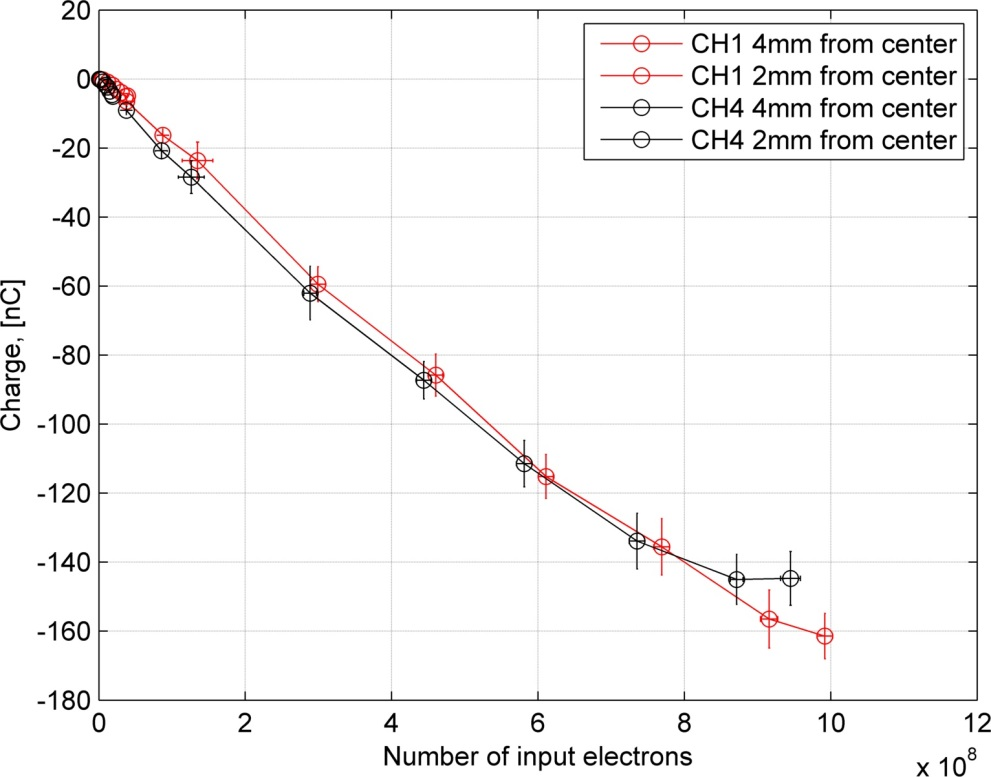 20
0
-20
-40
-60
-80
-100
-120
-140
-160
-180
Charge, [nC]
CH1 4mm from center
CH1 2mm from center
CH4 4mm from center
CH4 2mm from center
0 2 4 6 8 10 12
Number of input electrons
x 10⁸